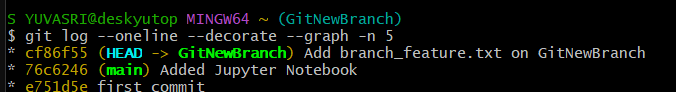 S YUVASRI@deskyutop MINGW64 ~ (GitNewBranch)
$ git log --oneline --decorate --graph -n 5
* cf86f55 (HEAD -> GitNewBranch) Add branch_feature.txt on GitNewBranch
* 76c6246 (main) Added Jupyter Notebook
* e751d5e first commit